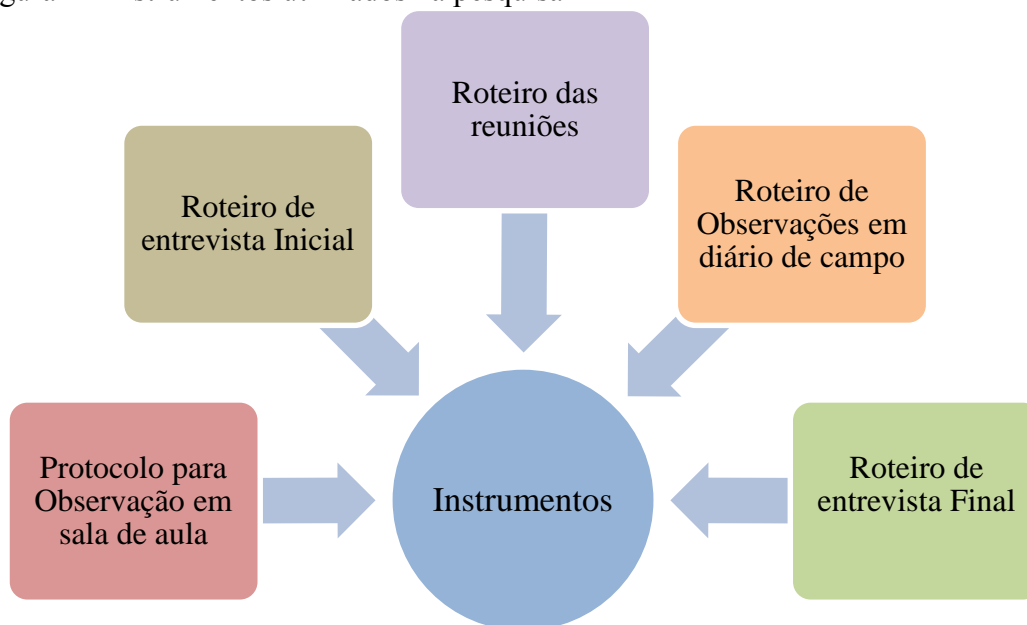 Roteiro das
reuniões
Roteiro de
entrevista Inicial
Roteiro de
Observações em
diário de campo
Protocolo para
Observação em
sala de aula
Instrumentos
Roteiro de
entrevista Final